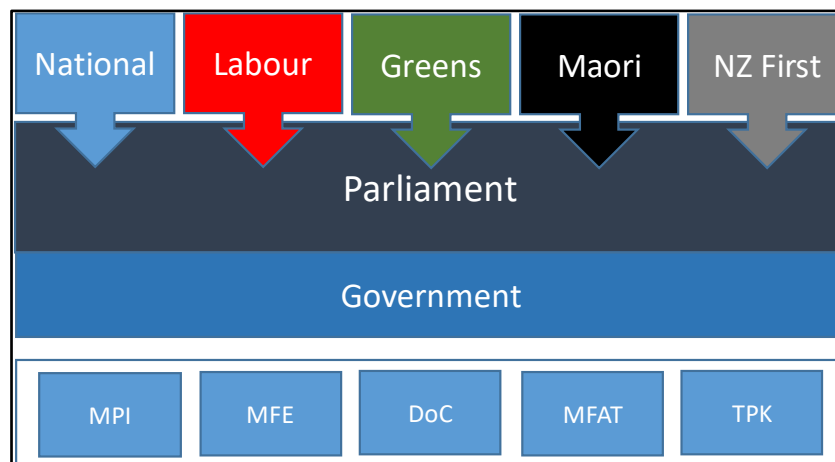 National
Labour
Greens
Maori
NZ First
Parliament
Government
MPI
MFE
DoC
MFAT
TPK